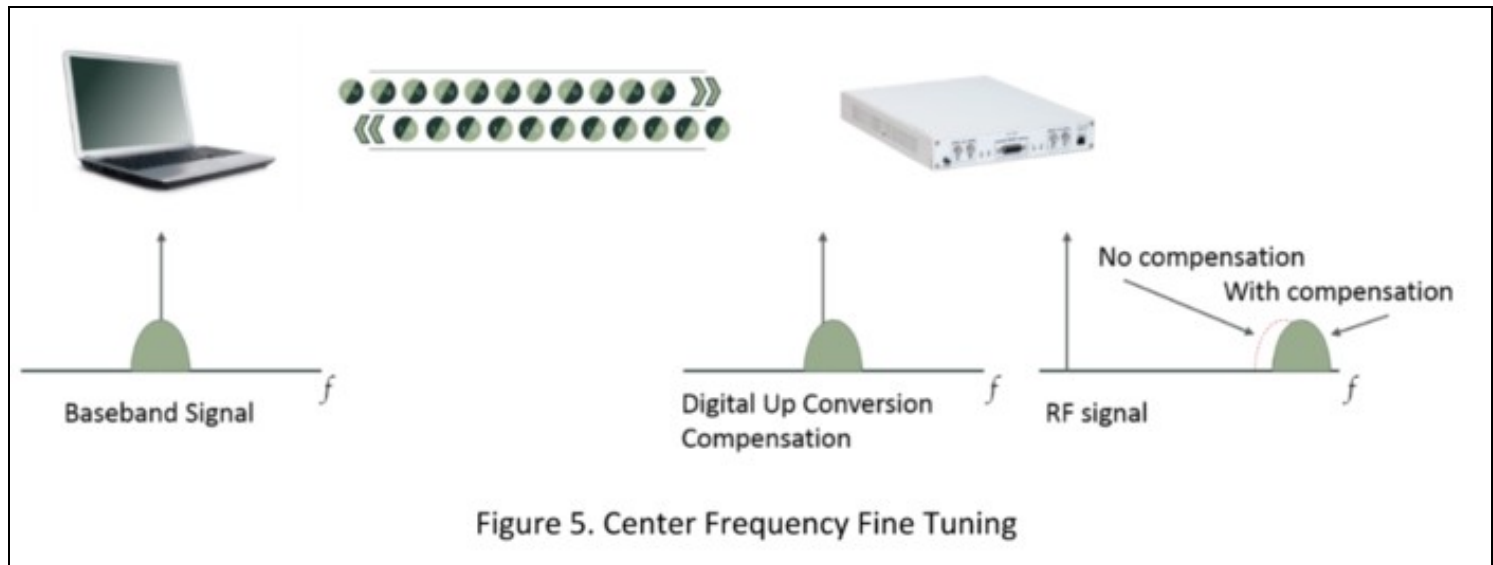 No compensation
With compensation
f
Baseband Signal
f
Digital Up Conversion
Compensation
f
RF signal
Figure 5. Center Frequency Fine Tuning